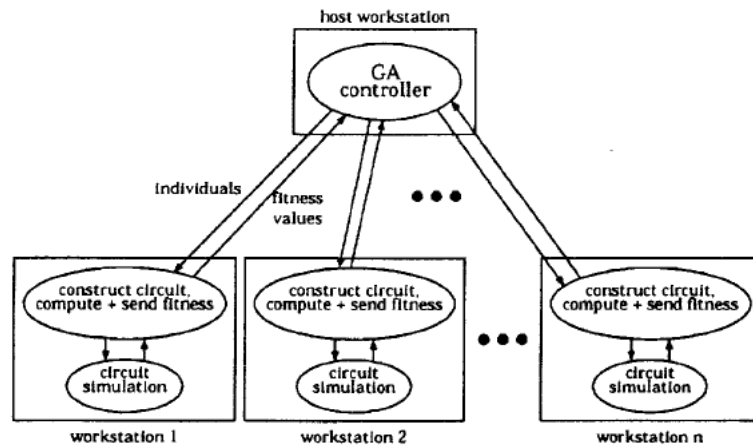 host workstation
GA
controller
individuals
fitness
values
construct circuit,
compute + send fitness
circuit
simulation
workstation 1
construct circuit,
compute + send fitness
circuit
simulation
workstation 2
construct circuit,
compute + send fitness
circuit
simulation
workstation n